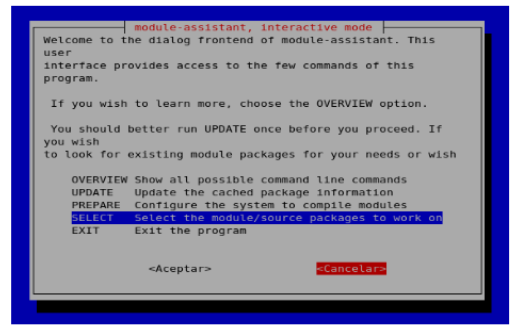 module-assistant, interactive mode
Welcome to the dialog frontend of module-assistant. This
user
interface provides access to the few commands of this
program.
If you wish to learn more, choose the OVERVIEW option.
You should better run UPDATE once before you proceed. If
you wish
to look for existing module packages for your needs or wish
OVERVIEW Show all possible command line commands
UPDATE Update the cached package information
PREPARE Configure the system to compile modules
SELECT Select the module/source packages to work on
EXIT Exit the program
<Aceptar> <Cancelar>